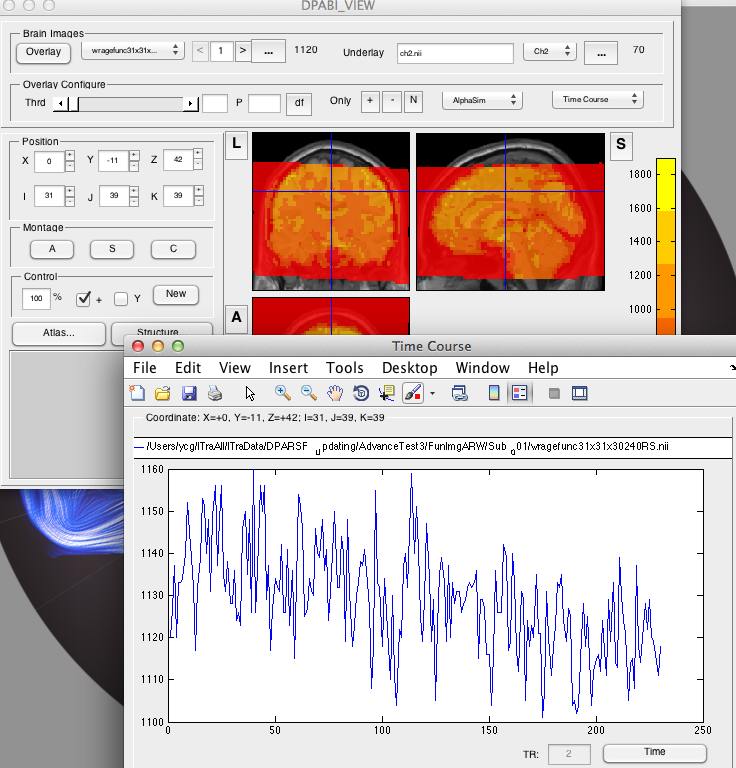 DPABI_VIEW
Brain Images
Overlay wragefunc31x31x... < 1 > ... 1120 Underlay ch2.nii Ch2 ... 70
Overlay Configure
Thrd P df Only + - N AlphaSim Time Course
Position
X 0 Y -11 Z 42
I 31 J 39 K 39
Montage
A S C
Control
100 % + Y New
Atlas... Structure...
L
S
A
1800
1600
1400
1200
1000
Time Course
File Edit View Insert Tools Desktop Window Help
Coordinate: X=+0, Y=-11, Z=+42; I=31, J=39, K=39
/Users/ycg/ITraAll/ITraData/DPARSF_updating/AdvanceTest3/FunImgARW/Sub_001/wragefunc31x31x30240RS.nii
1160
1150
1140
1130
1120
1110
1100
0 50 100 150 200 250
TR: 2 Time